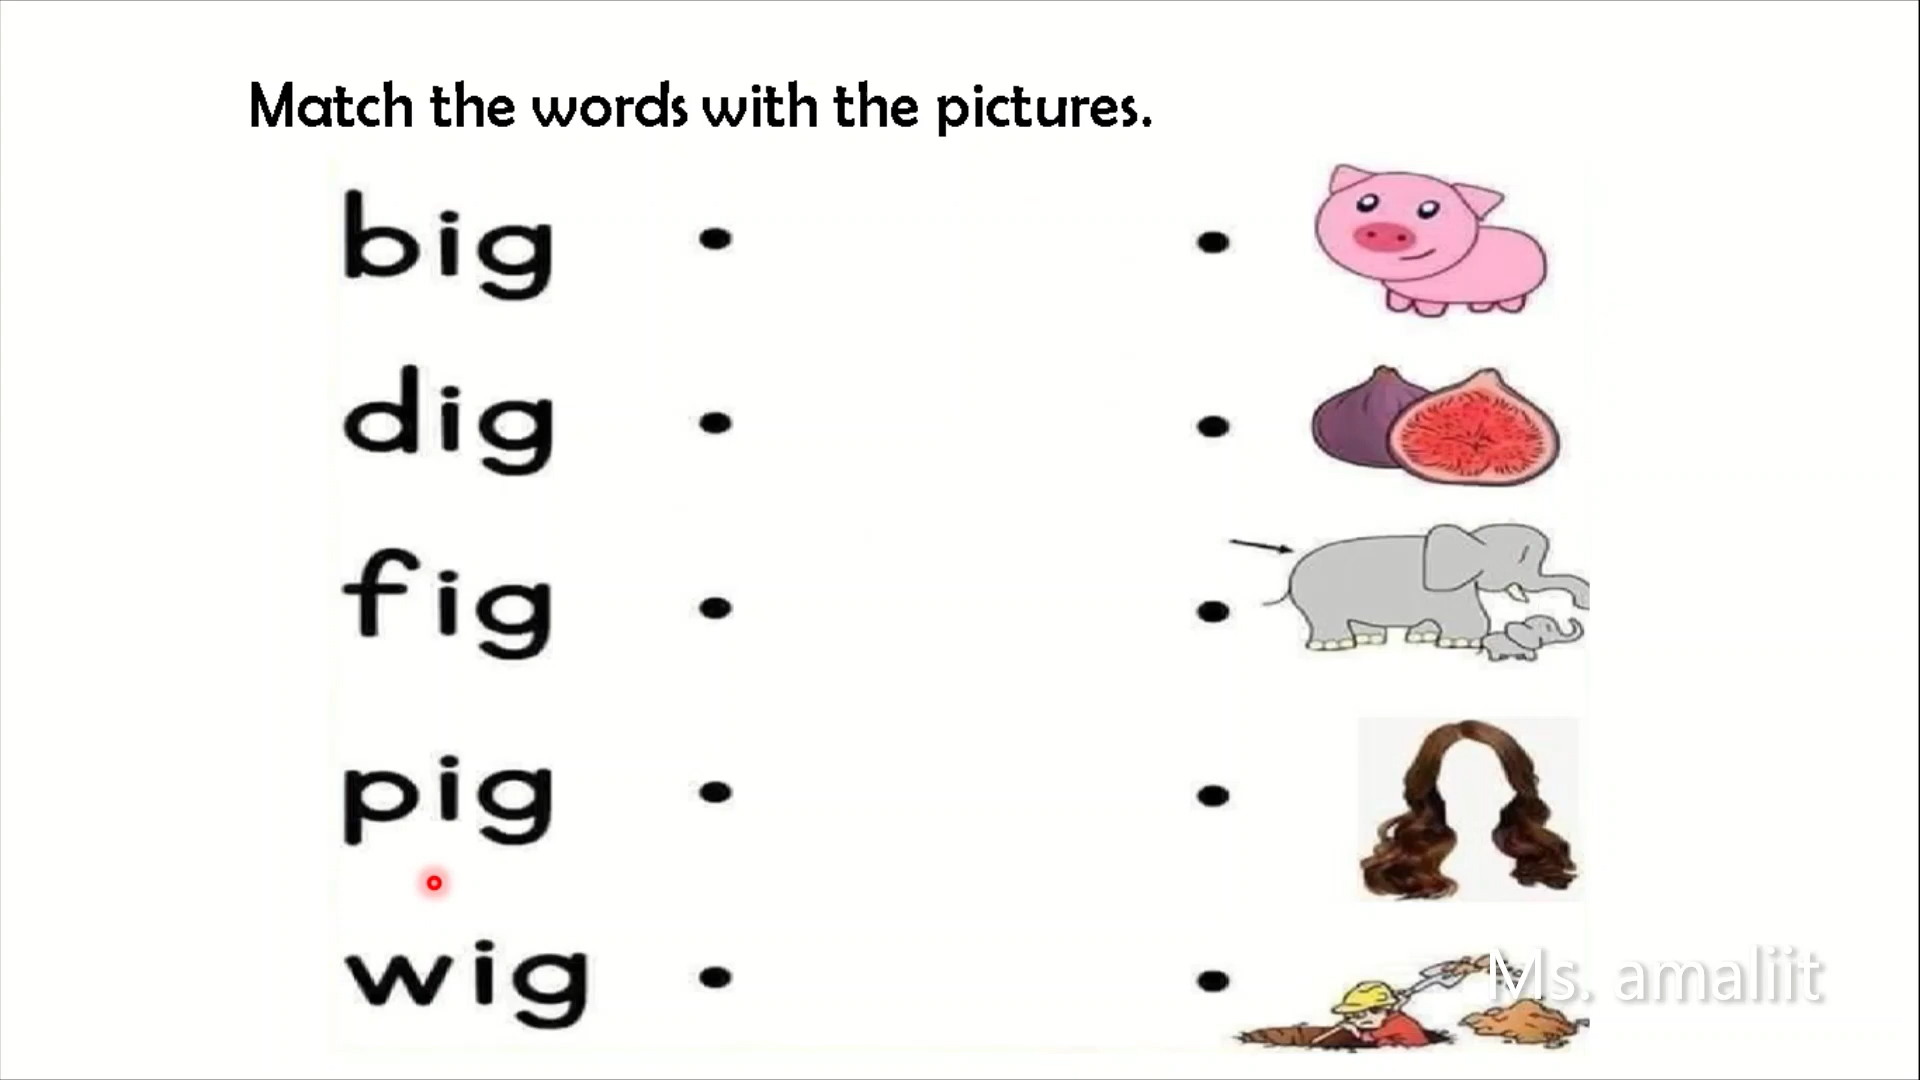 Match the words with the pictures.
big
dig
fig
pig
wig
Ms. amaliit